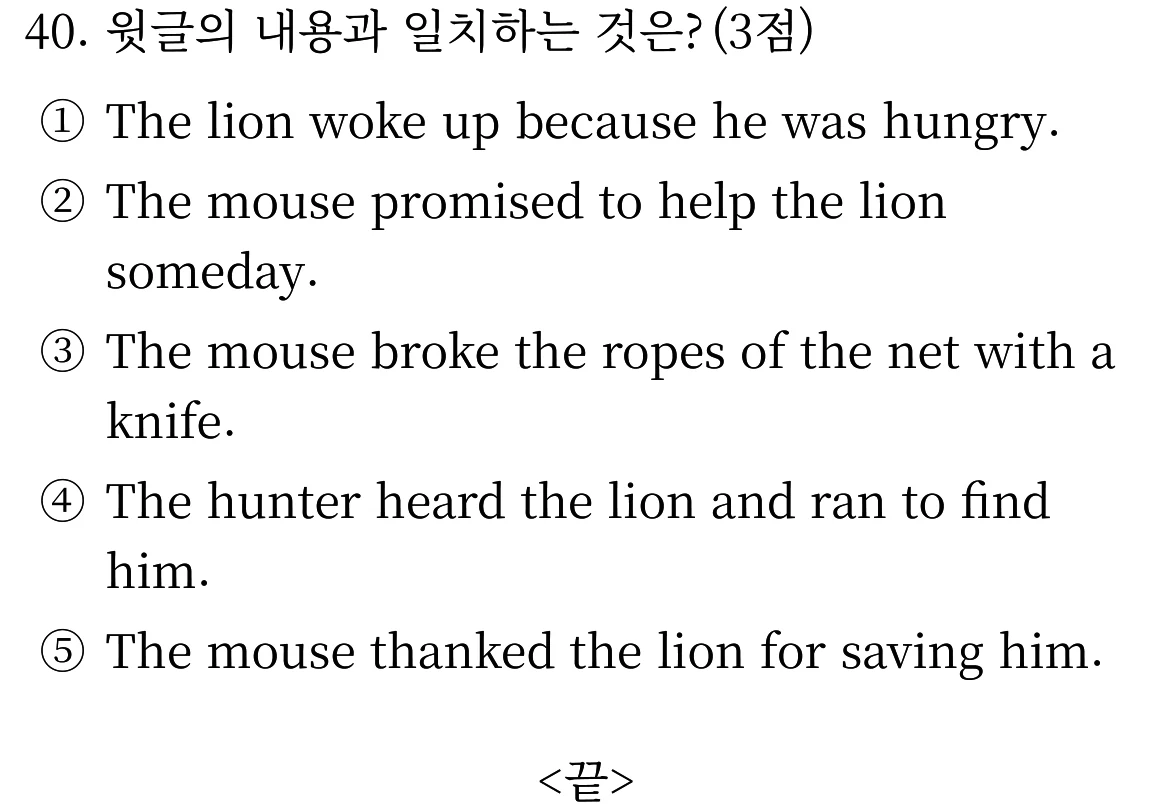 40. 윗글의 내용과 일치하는 것은? (3점)
① The lion woke up because he was hungry.
② The mouse promised to help the lion
someday.
③ The mouse broke the ropes of the net with a
knife.
④ The hunter heard the lion and ran to find
him.
⑤ The mouse thanked the lion for saving him.
<끝>